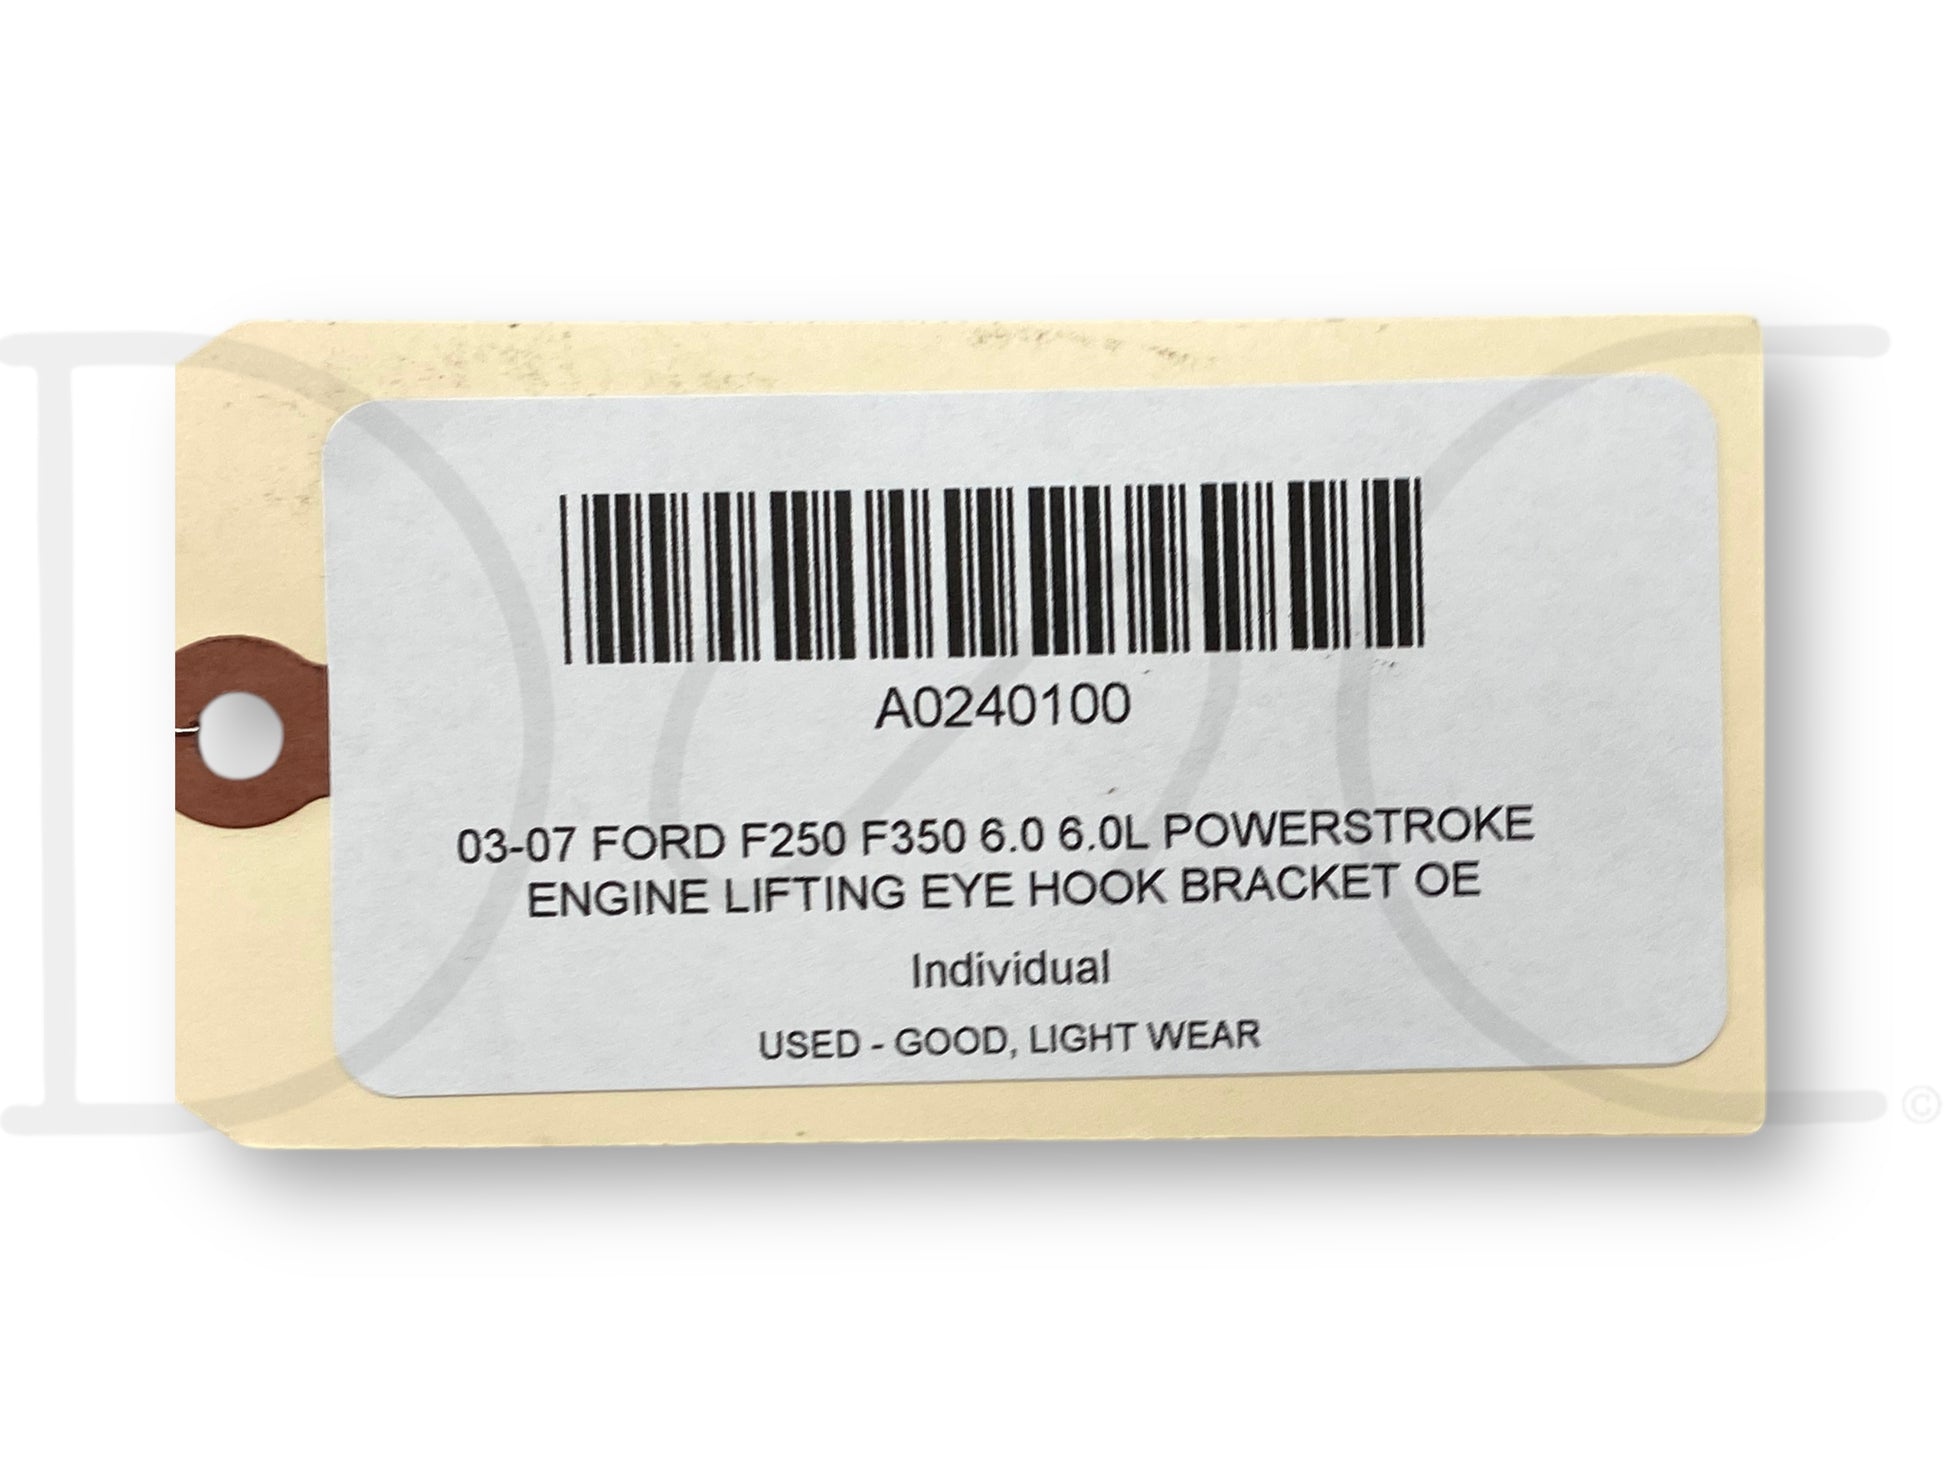 A0240100
03-07 FORD F250 F350 6.0 6.0L POWERSTROKE
ENGINE LIFTING EYE HOOK BRACKET OE
Individual
USED - GOOD, LIGHT WEAR
D2C
©